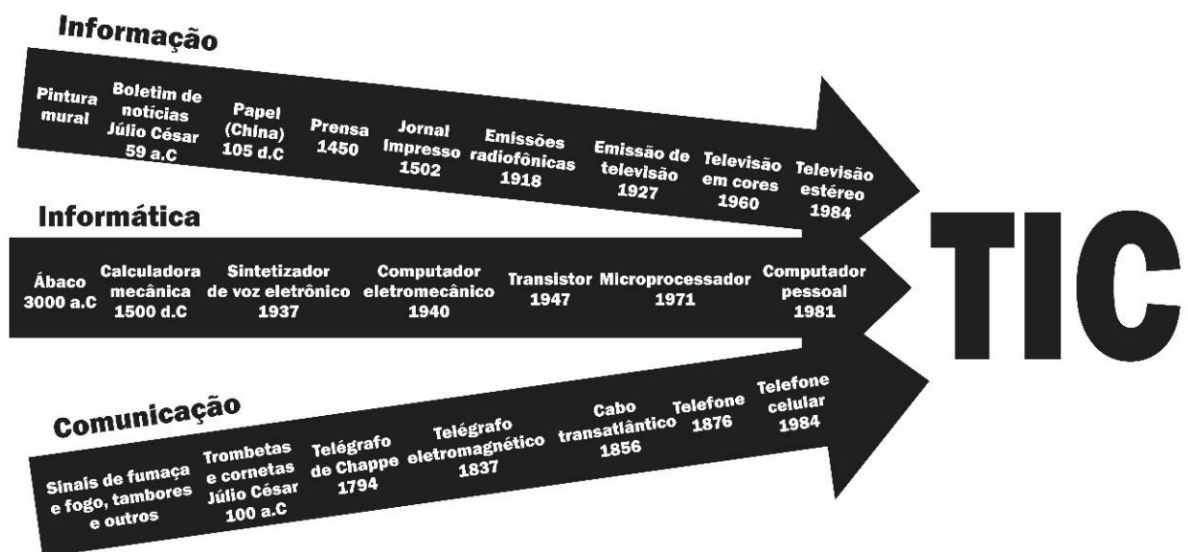 Informação
Pintura
mural
Boletim de
notícias
Júlio César
59 a.C
Papel
(China)
105 d.C
Prensa
1450
Jornal
Impresso
1502
Emissões
radiofônicas
1918
Emissão de
televisão
1927
Televisão
em cores
1960
Televisão
estéreo
1984
Informática
Ábaco
3000 a.C
Calculadora
mecânica
1500 d.C
Sintetizador
de voz eletrônico
1937
Computador
eletromecânico
1940
Transistor
1947
Microprocessador
1971
Computador
pessoal
1981
TIC
Comunicação
Sinais de fumaça
e fogo, tambores
e outros
Trombetas
e cornetas
Júlio César
100 a.C
Telégrafo
de Chappe
1794
Telégrafo
eletromagnético
1837
Cabo
transatlântico
1856
Telefone
1876
Telefone
celular
1984